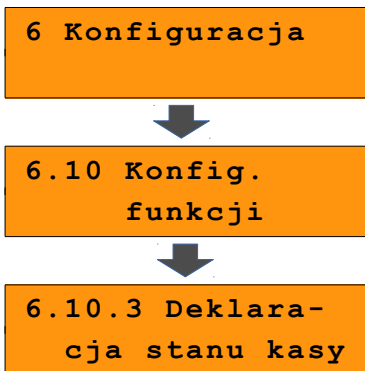 6 Konfiguracja
6.10 Konfig.
funkcji
6.10.3 Deklara-
cja stanu kasy